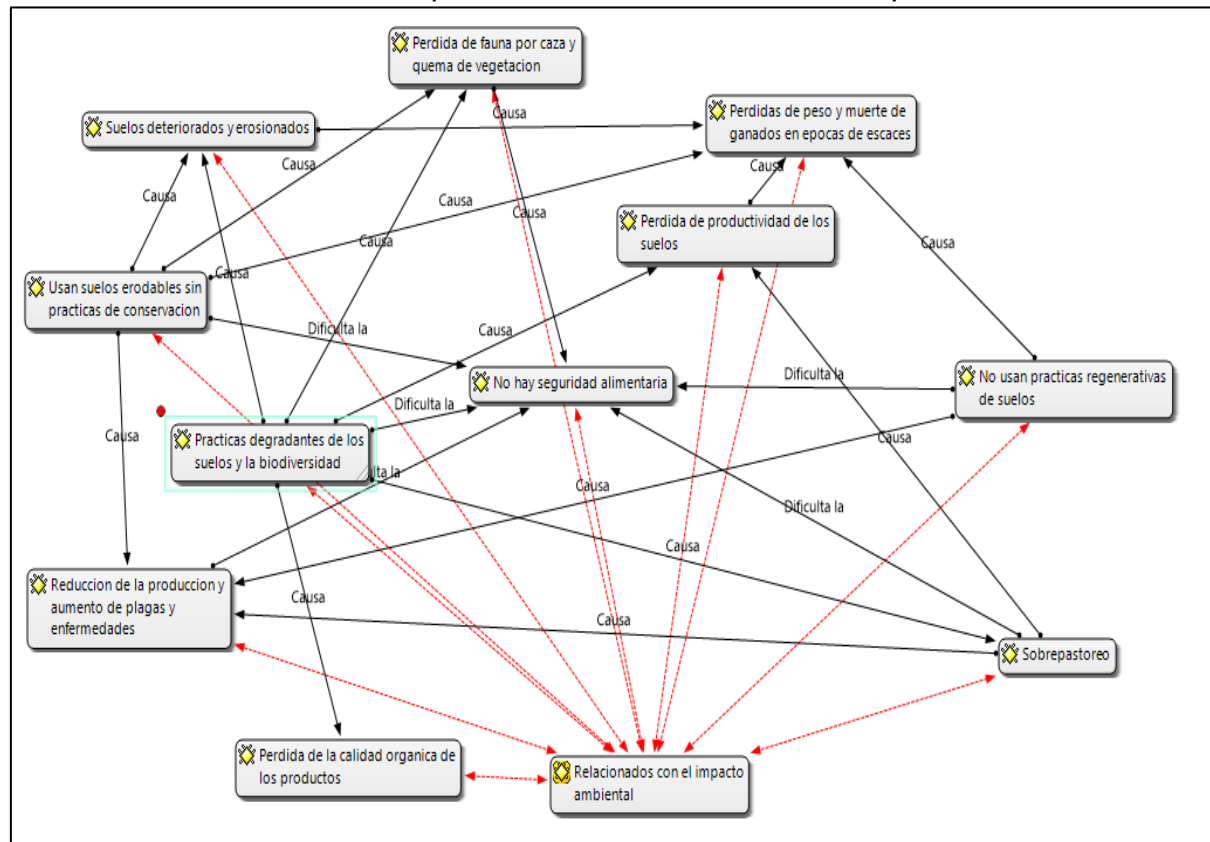 Perdida de fauna por caza y
quema de vegetacion
Causa
Perdidas de peso y muerte de
ganados en epocas de escaces
Suelos deteriorados y erosionados
Causa
Causa
Causa
Causa
Causa
Perdida de productividad de los
suelos
Causa
Causa
Causa
Usan suelos erodables sin
practicas de conservacion
Dificulta la
Causa
No hay seguridad alimentaria
Dificulta la
No usan practicas regenerativas
de suelos
Dificulta la
Causa
Practicas degradantes de los
suelos y la biodiversidad
ulta la
Causa
Causa
Dificulta la
Causa
Reduccion de la produccion y
aumento de plagas y
enfermedades
Causa
Causa
Sobrepastoreo
Perdida de la calidad organica de
los productos
Relacionados con el impacto
ambiental